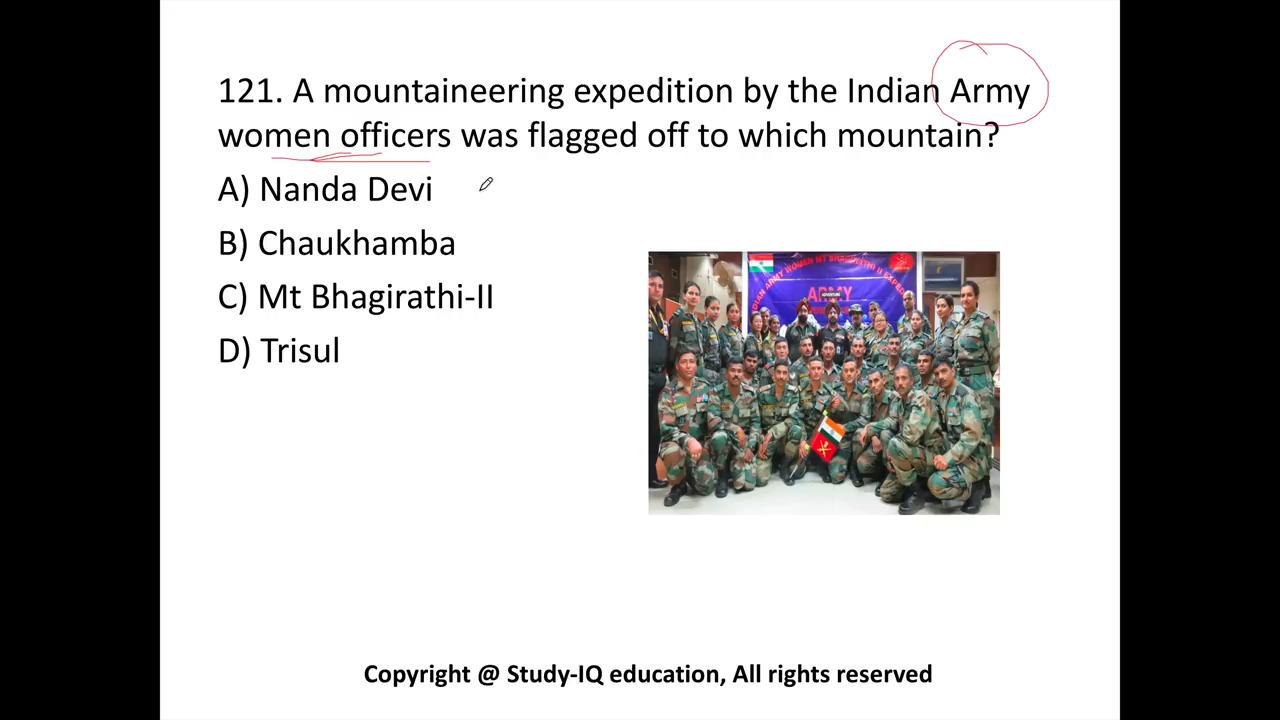 121. A mountaineering expedition by the Indian Army
women officers was flagged off to which mountain?
A) Nanda Devi
B) Chaukhamba
C) Mt Bhagirathi-II
D) Trisul
ARMY
ADVENTURE
Copyright @ Study-IQ education, All rights reserved